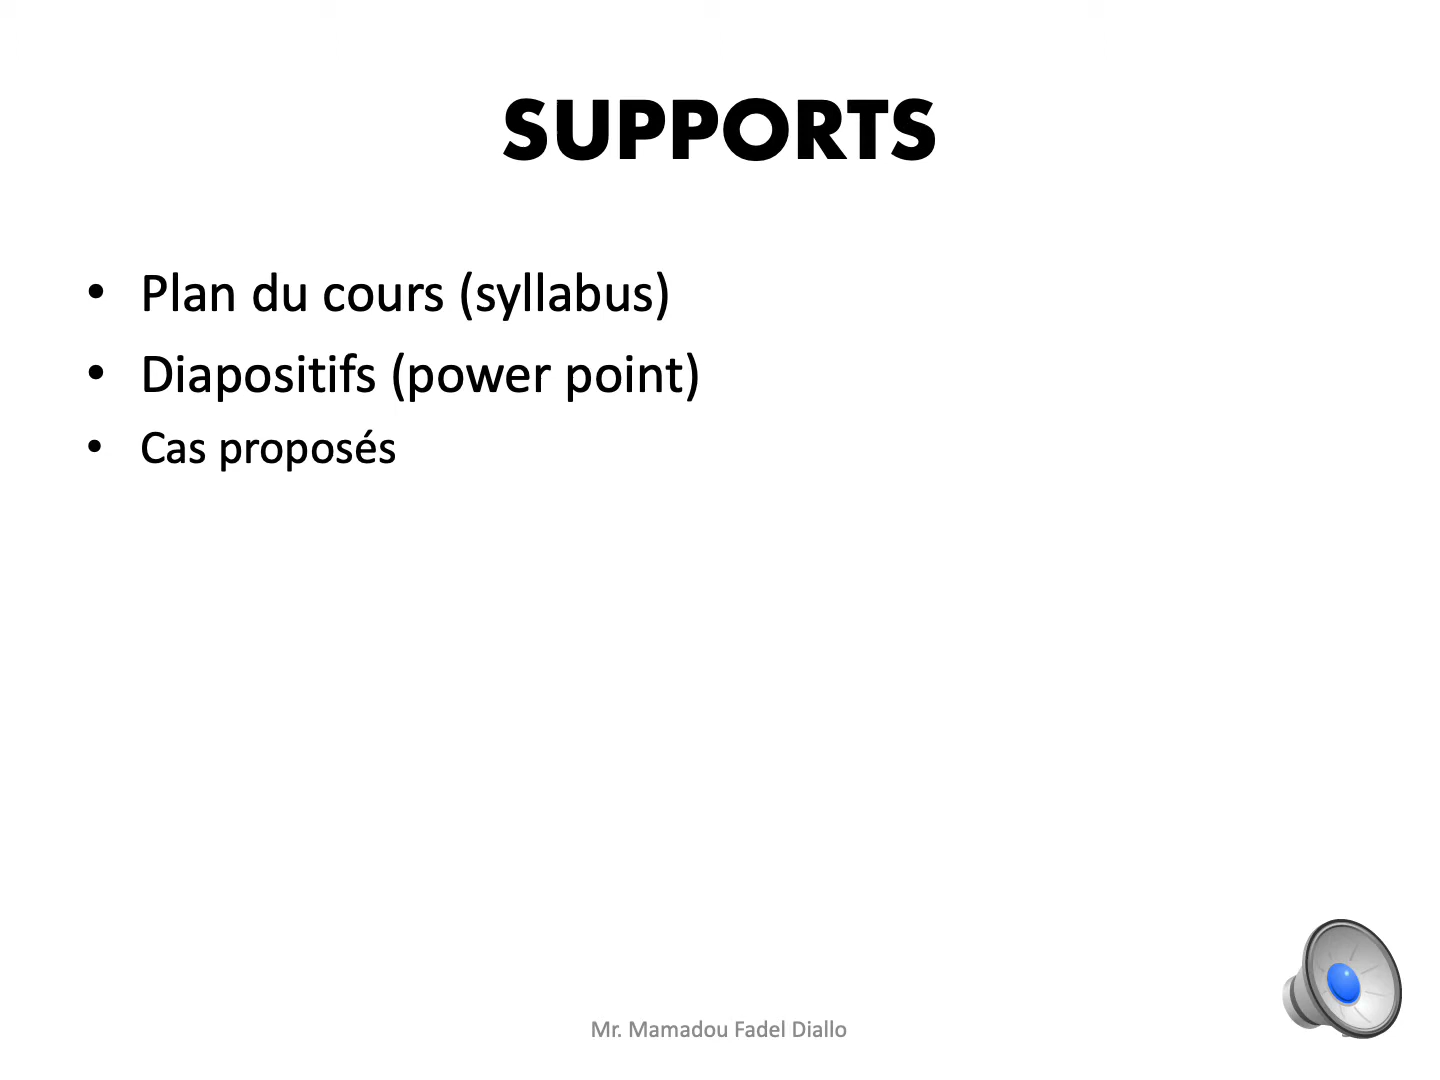 SUPPORTS
• Plan du cours (syllabus)
• Diapositifs (power point)
• Cas proposés
Mr. Mamadou Fadel Diallo